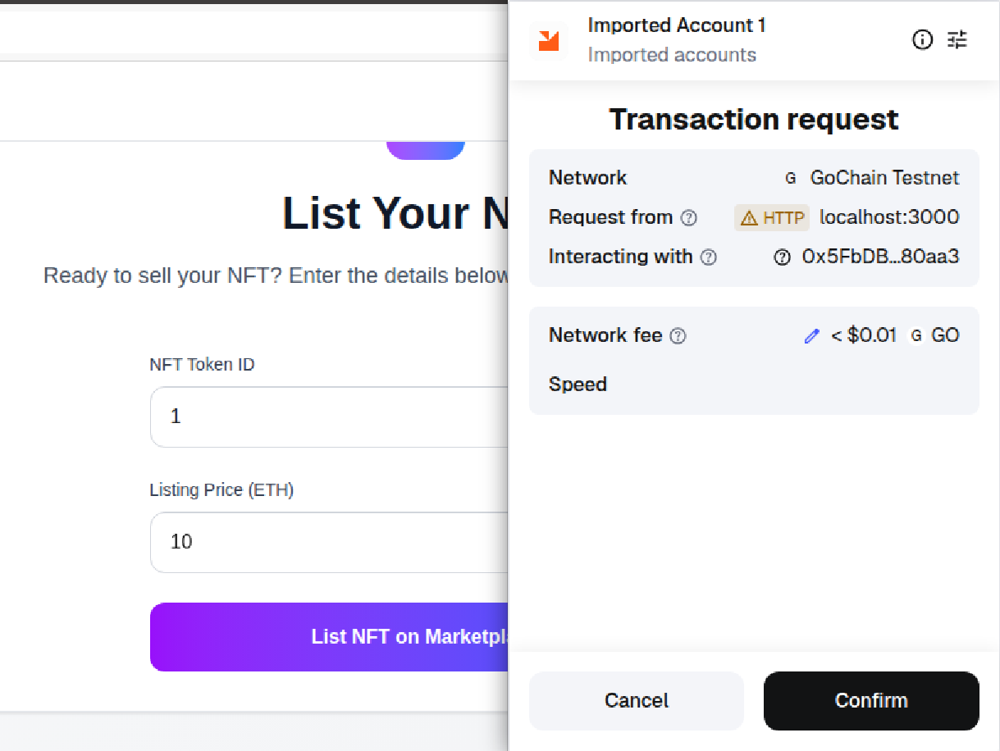 List Your N
Ready to sell your NFT? Enter the details below
NFT Token ID
1
Listing Price (ETH)
10
List NFT on Marketpla
Imported Account 1
Imported accounts
Transaction request
Network G GoChain Testnet
Request from HTTP localhost:3000
Interacting with 0x5FbDB...80aa3
Network fee < $0.01 G GO
Speed
Cancel Confirm